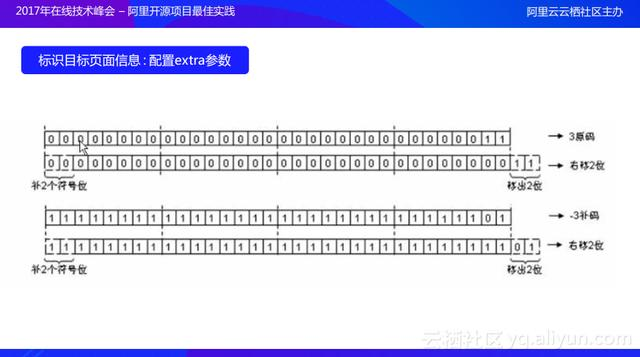 2017年在线技术峰会 – 阿里开源项目最佳实践
阿里云云栖社区主办
标识目标页面信息 : 配置extra参数
0 0 0 0 0 0 0 0 0 0 0 0 0 0 0 0 0 0 0 0 0 0 0 0 0 0 0 0 0 0 1 1 3原码
0 0 0 0 0 0 0 0 0 0 0 0 0 0 0 0 0 0 0 0 0 0 0 0 0 0 0 0 0 0 0 0 1 1 右移2位
补2个符号位 移出2位
1 1 1 1 1 1 1 1 1 1 1 1 1 1 1 1 1 1 1 1 1 1 1 1 1 1 1 1 1 1 0 1 -3补码
1 1 1 1 1 1 1 1 1 1 1 1 1 1 1 1 1 1 1 1 1 1 1 1 1 1 1 1 1 1 1 1 0 1 右移2位
补2个符号位 移出2位
云栖社区 yq.aliyun.com